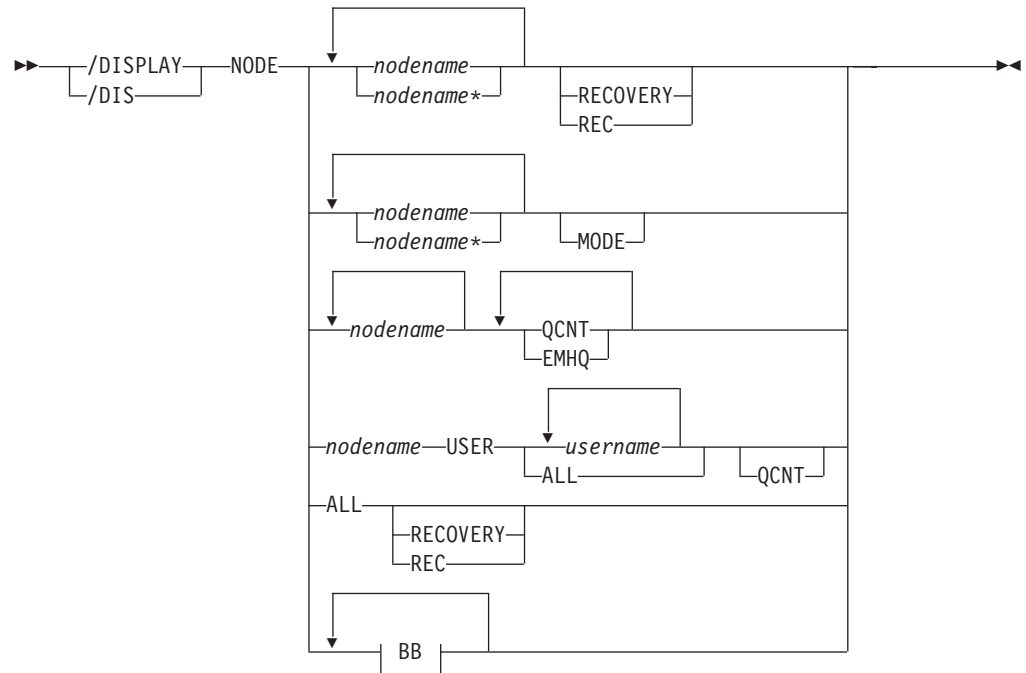 /DISPLAY NODE nodename
/DIS nodename* RECOVERY
REC
nodename
nodename* MODE
nodename QCNT
EMHQ
nodename USER username
ALL QCNT
ALL
RECOVERY
REC
BB